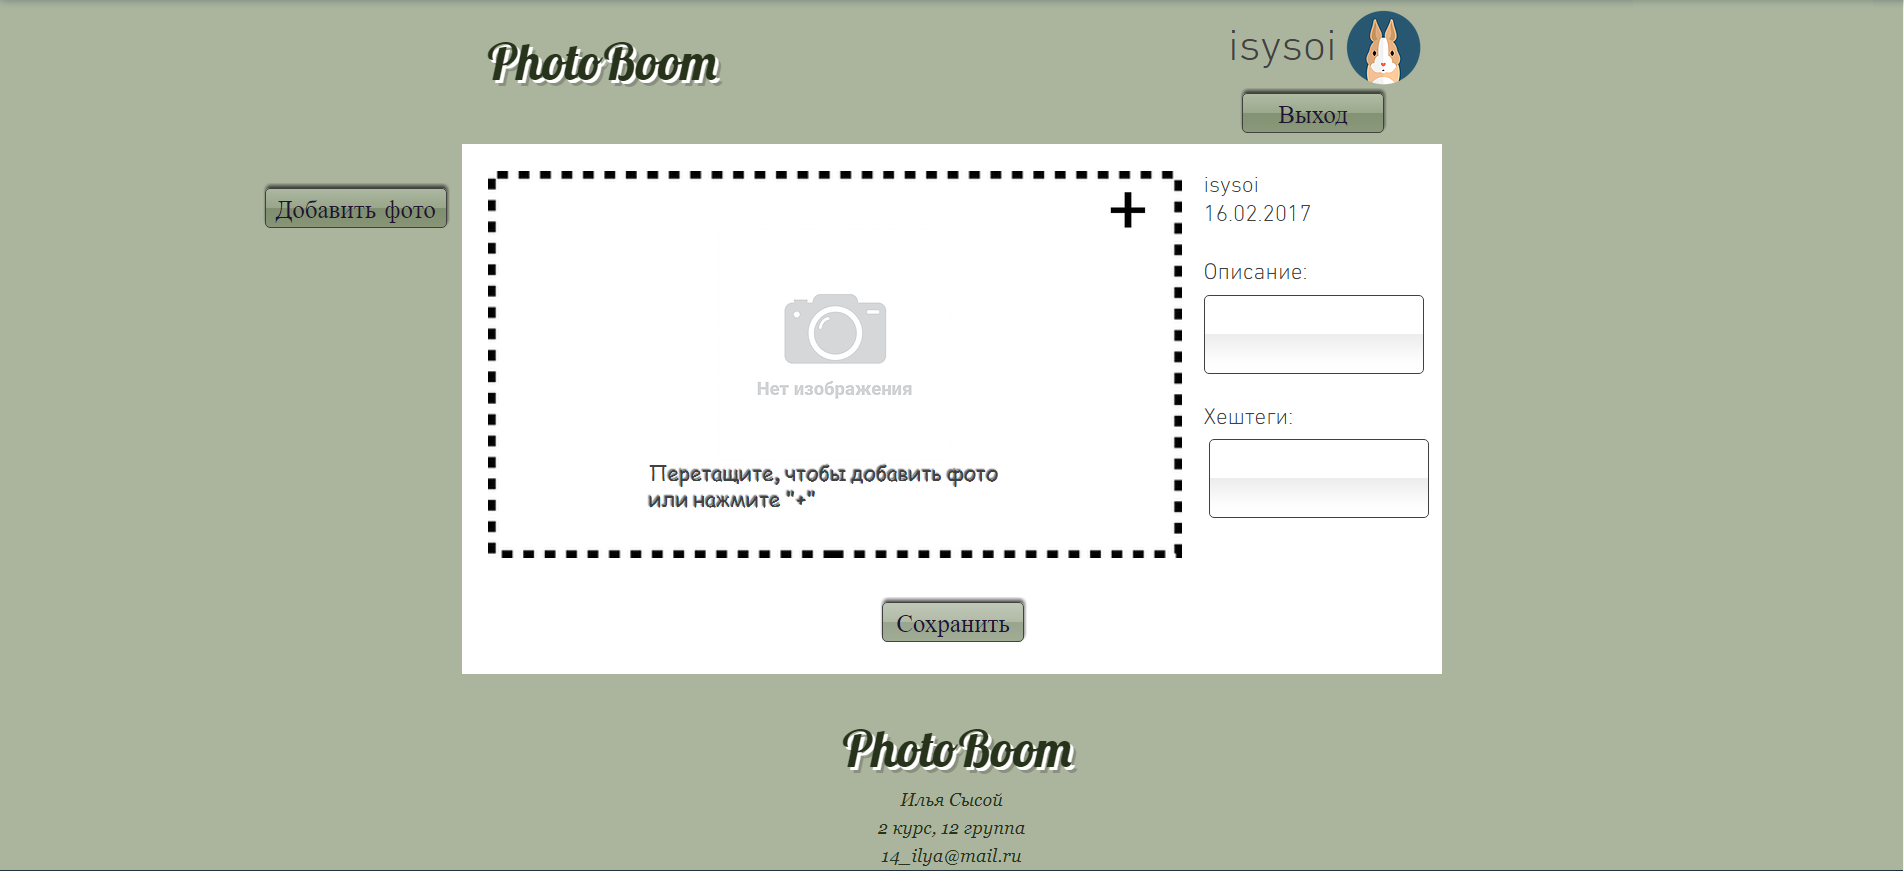 PhotoBoom
isysoi
Выход
Добавить фото
+
isysoi
16.02.2017
Описание:
Нет изображения
Хештеги:
Перетащите, чтобы добавить фото
или нажмите "+"
Сохранить
PhotoBoom
Илья Сысой
2 курс, 12 группа
14_ilya@mail.ru